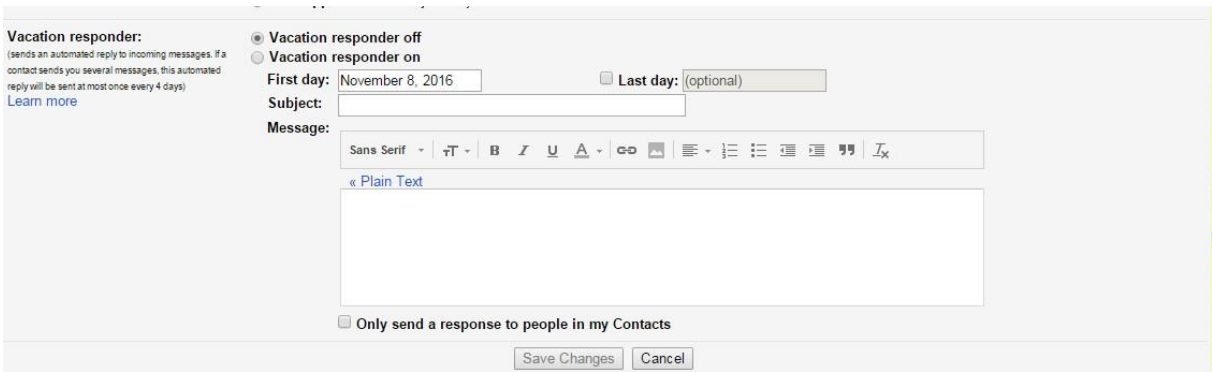 Vacation responder:
(sends an automated reply to incoming messages. If a
contact sends you several messages, this automated
reply will be sent at most once every 4 days)
Learn more
Vacation responder off
Vacation responder on
First day: November 8, 2016 Last day: (optional)
Subject:
Message:
Sans Serif
« Plain Text
Only send a response to people in my Contacts
Save Changes Cancel